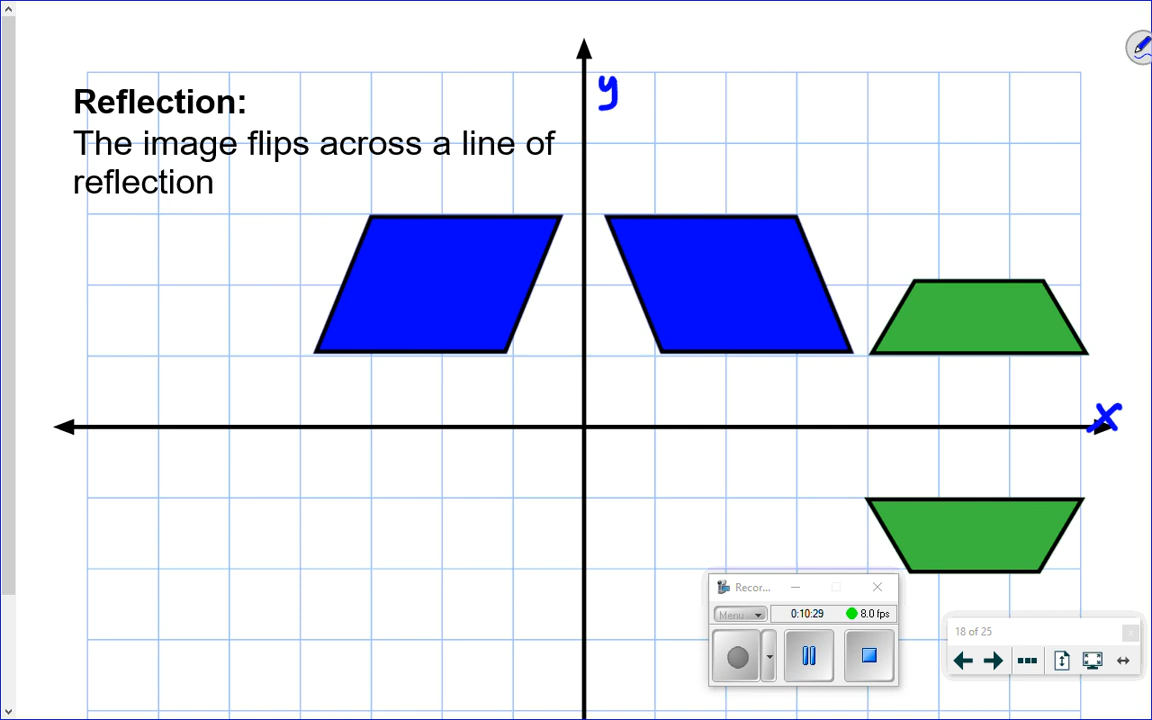 y
Reflection:
The image flips across a line of
reflection
x
Recor...
Menu
0:10:29
8.0 fps
18 of 25